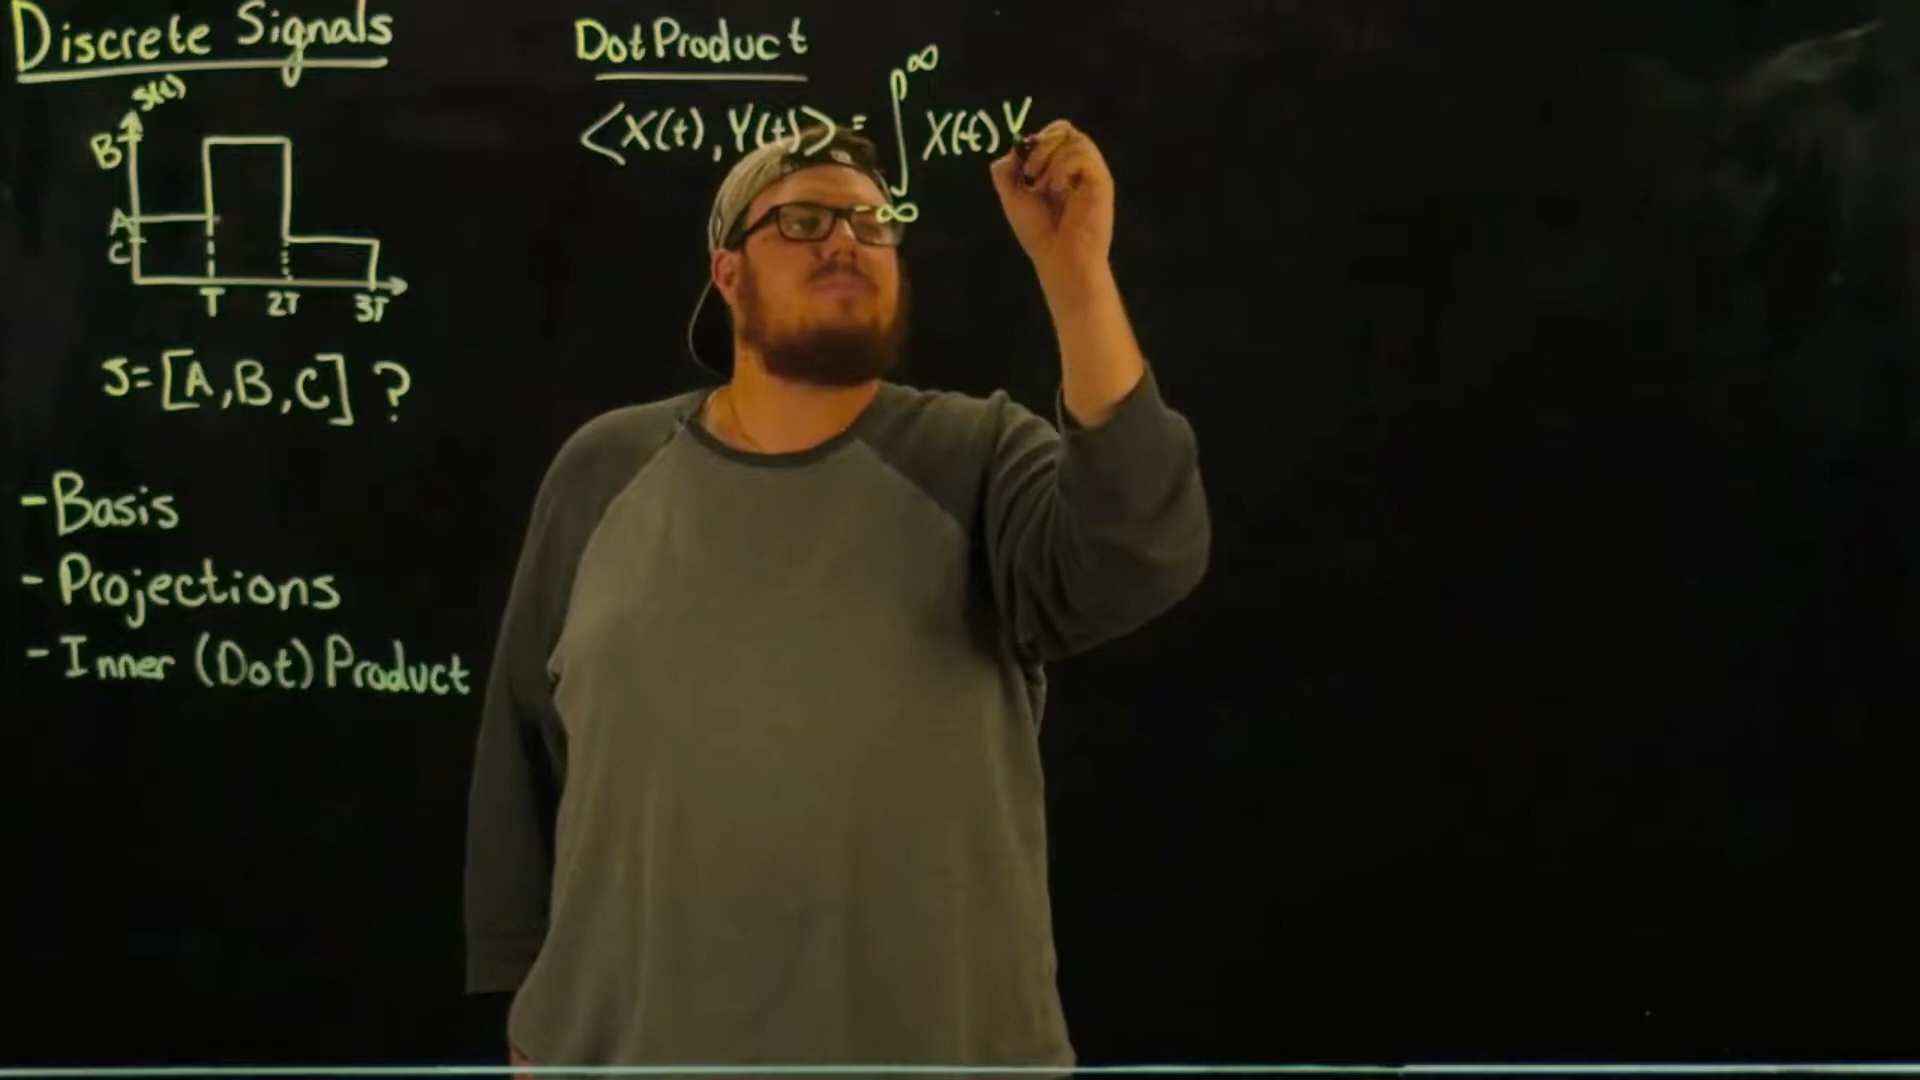 Discrete Signals
S(t)
B
A
C
T 2T 3T
S=[A,B,C] ?
-Basis
- Projections
- Inner (Dot) Product
Dot Product
<X(t),Y(t)> = ∫ ∞ -∞ X(t)Y